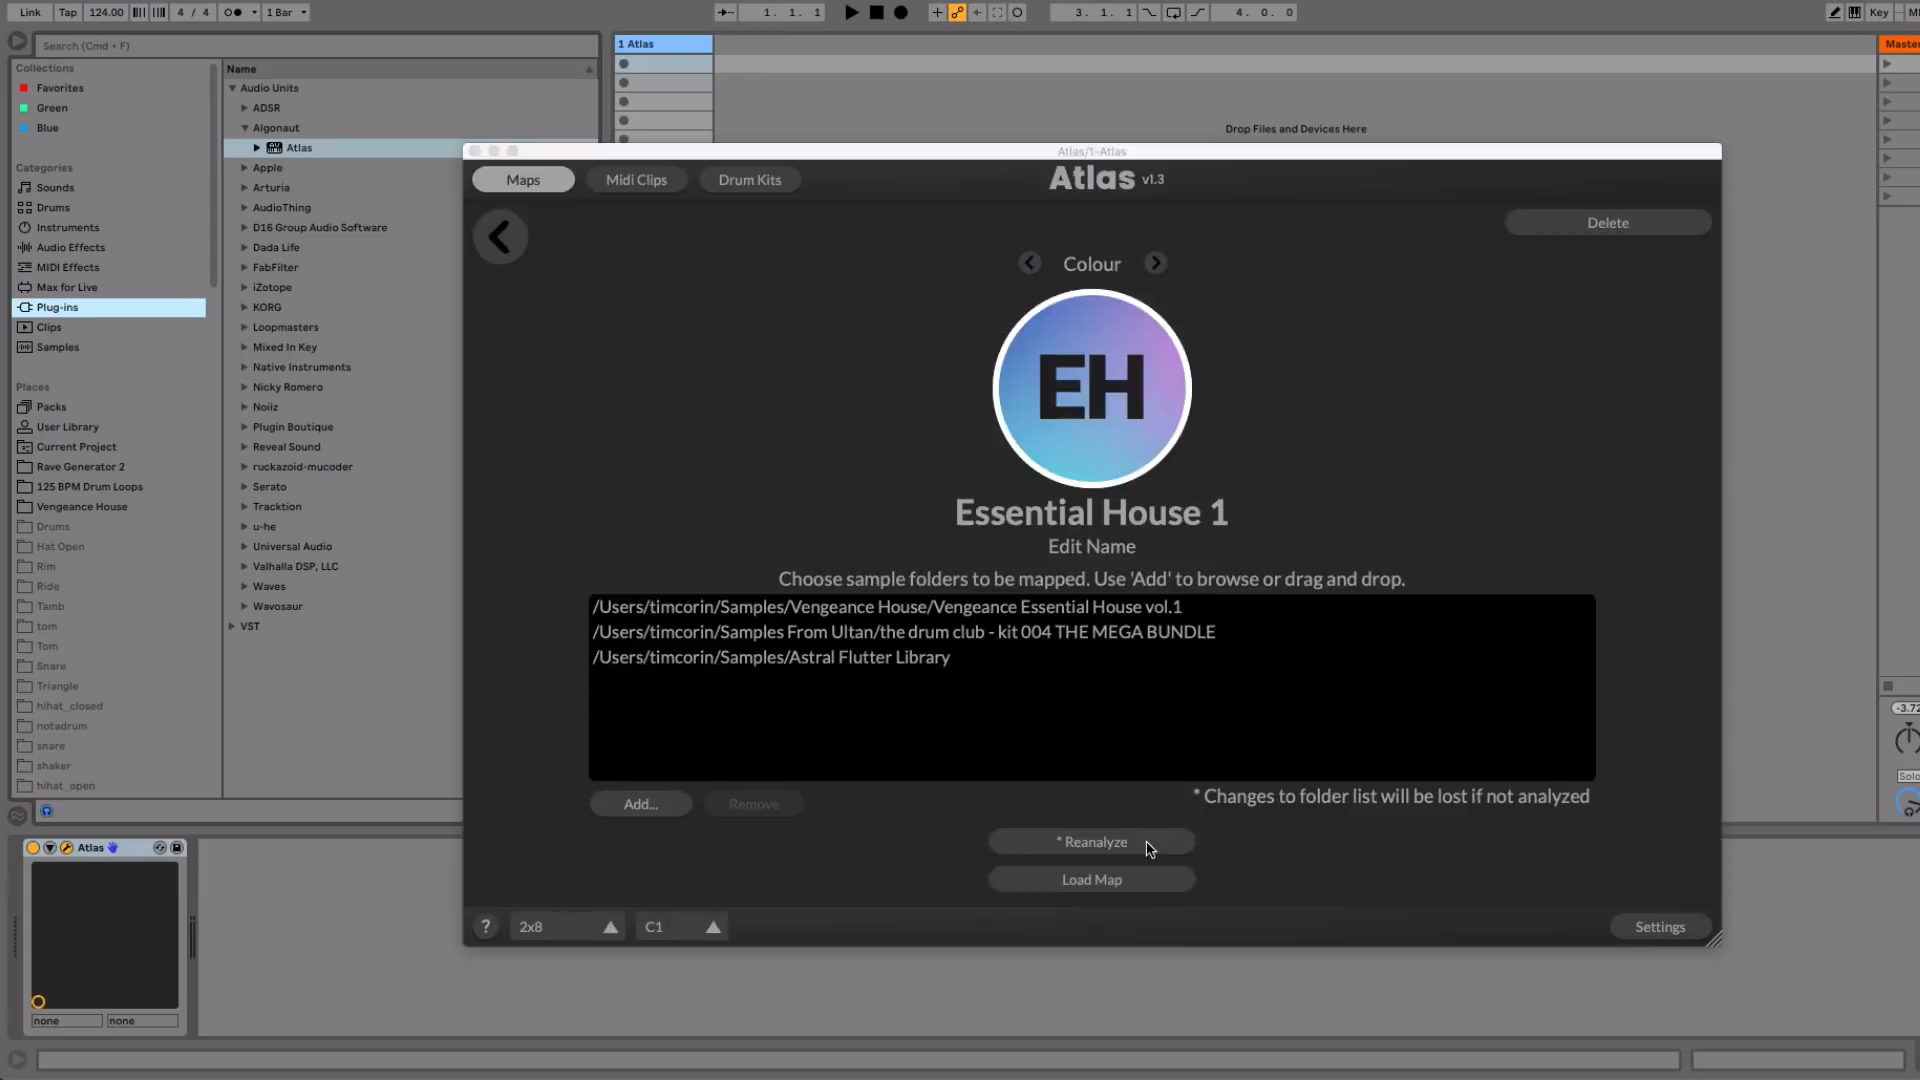 Link Tap 124.00 4 / 4 1 Bar 1. 1. 1 3. 1. 1 4. 0. 0 Key
Search (Cmd + F)
Collections
Favorites
Green
Blue
Categories
Sounds
Drums
Instruments
Audio Effects
MIDI Effects
Max for Live
Plug-ins
Clips
Samples
Places
Packs
User Library
Current Project
Rave Generator 2
125 BPM Drum Loops
Vengeance House
Drums
Hat Open
Rim
Ride
Tamb
tom
Tom
Snare
Triangle
hihat_closed
notadrum
snare
shaker
hihat_open
Name
Audio Units
ADSR
Algonaut
Atlas
Apple
Arturia
AudioThing
D16 Group Audio Software
Dada Life
FabFilter
iZotope
KORG
Loopmasters
Mixed In Key
Native Instruments
Nicky Romero
Noiiz
Plugin Boutique
Reveal Sound
ruckazoid-mucoder
Serato
Tracktion
u-he
Universal Audio
Valhalla DSP, LLC
Waves
Wavosaur
VST
1 Atlas
Drop Files and Devices Here
Master
Atlas/1-Atlas
Maps Midi Clips Drum Kits
Atlas v1.3
Delete
Colour
EH
Essential House 1
Edit Name
Choose sample folders to be mapped. Use 'Add' to browse or drag and drop.
/Users/timcorin/Samples/Vengeance House/Vengeance Essential House vol.1
/Users/timcorin/Samples From Ultan/the drum club - kit 004 THE MEGA BUNDLE
/Users/timcorin/Samples/Astral Flutter Library
Add... Remove
* Changes to folder list will be lost if not analyzed
* Reanalyze
Load Map
? 2x8 C1 Settings
-3.72
Solo
Atlas
none none